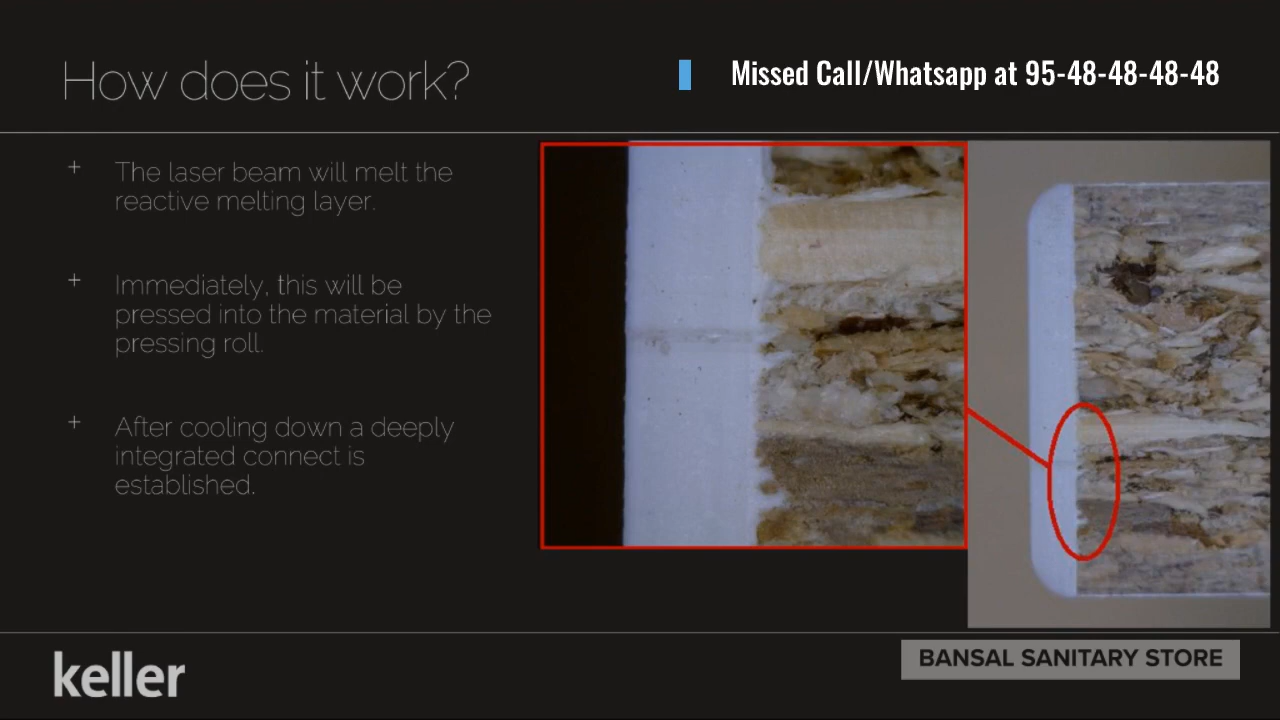 How does it work?
Missed Call/Whatsapp at 95-48-48-48-48
+ The laser beam will melt the
reactive melting layer.
+ Immediately, this will be
pressed into the material by the
pressing roll.
+ After cooling down a deeply
integrated connect is
established.
keller
BANSAL SANITARY STORE